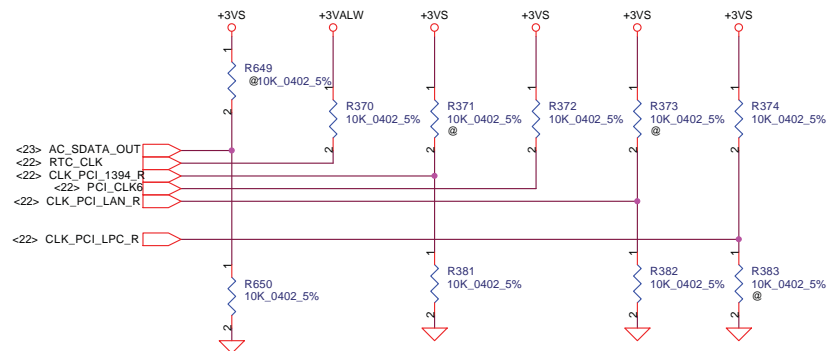 +3VS
+3VALW
+3VS
+3VS
+3VS
+3VS
1
R649
@10K_0402_5%
2
1
R370
10K_0402_5%
2
1
R371
10K_0402_5%
@
2
1
R372
10K_0402_5%
2
1
R373
10K_0402_5%
@
2
1
R374
10K_0402_5%
2
<23> AC_SDATA_OUT
<22> RTC_CLK
<22> CLK_PCI_1394_R
<22> PCI_CLK6
<22> CLK_PCI_LAN_R
<22> CLK_PCI_LPC_R
1
R650
10K_0402_5%
2
1
R381
10K_0402_5%
2
1
R382
10K_0402_5%
2
1
R383
10K_0402_5%
@
2